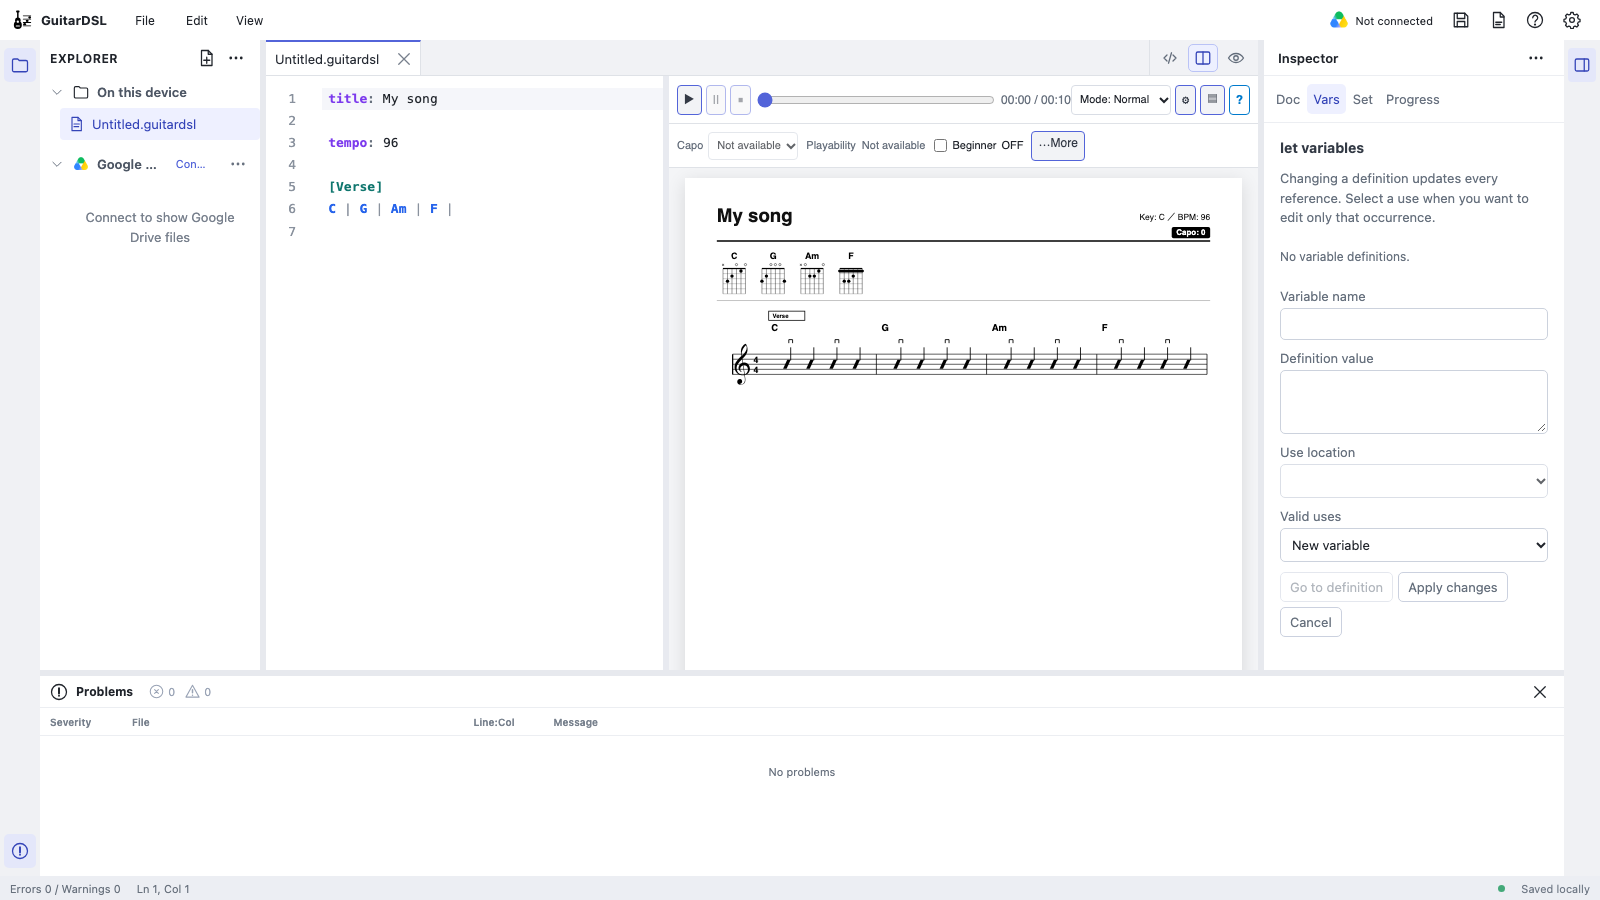 GuitarDSL File Edit View Not connected
EXPLORER
On this device
Untitled.guitardsl
Google ... Con...
Connect to show Google
Drive files
Untitled.guitardsl
1 title: My song
2
3 tempo: 96
4
5 [Verse]
6 C | G | Am | F |
7
00:00 / 00:10 Mode: Normal ?
Capo Not available Playability Not available Beginner OFF ...More
My song
Key: C / BPM: 96
Capo: 0
C G Am F
Verse
C G Am F
4
4
Inspector
Doc Vars Set Progress
let variables
Changing a definition updates every
reference. Select a use when you want to
edit only that occurrence.
No variable definitions.
Variable name
Definition value
Use location
Valid uses
New variable
Go to definition Apply changes
Cancel
Problems 0 0
Severity File Line:Col Message
No problems
Errors 0 / Warnings 0 Ln 1, Col 1 Saved locally